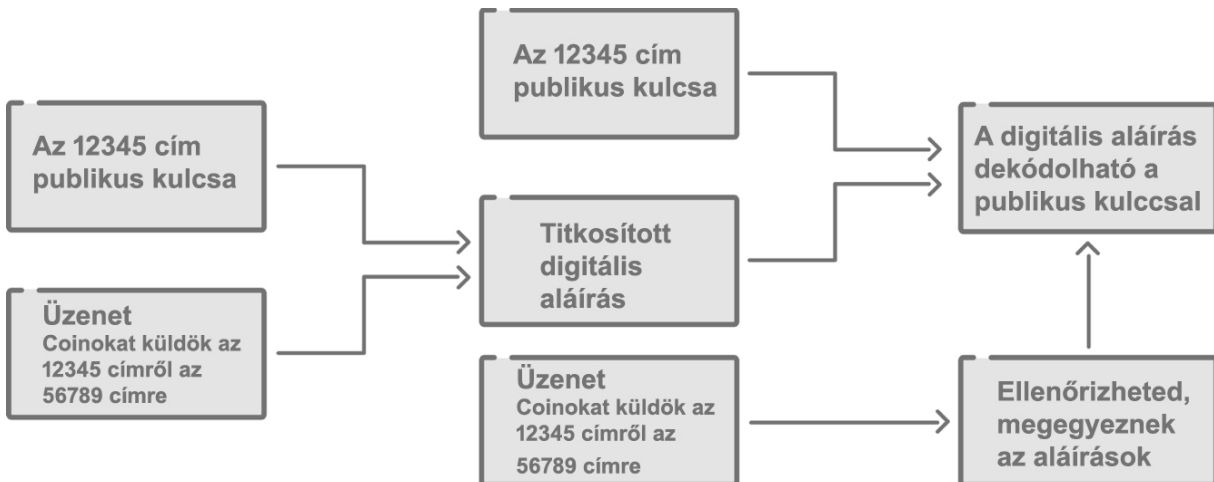 Az 12345 cím
publikus kulcsa
Üzenet
Coinokat küldök az
12345 címről az
56789 címre
Az 12345 cím
publikus kulcsa
Titkosított
digitális
aláírás
Üzenet
Coinokat küldök az
12345 címről az
56789 címre
A digitális aláírás
dekódolható a
publikus kulccsal
Ellenőrizheted,
megegyeznek
az aláírások